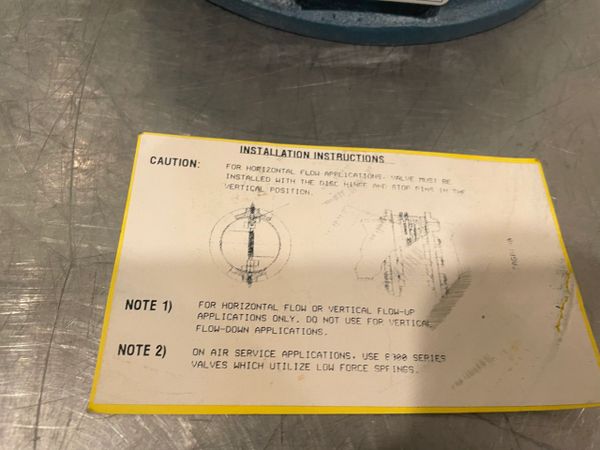 INSTALLATION INSTRUCTIONS
CAUTION:
FOR HORIZONTAL FLOW APPLICATIONS. VALVE MUST BE
INSTALLED WITH THE DISC HINGE AND STOP PINS IN THE
VERTICAL POSITION.
NOTE 1)
FOR HORIZONTAL FLOW OR VERTICAL FLOW-UP
APPLICATIONS ONLY. DO NOT USE FOR VERTICAL
FLOW-DOWN APPLICATIONS.
NOTE 2)
ON AIR SERVICE APPLICATIONS, USE SERIES
VALVES WHICH UTILIZE LOW FORCE SPRINGS.